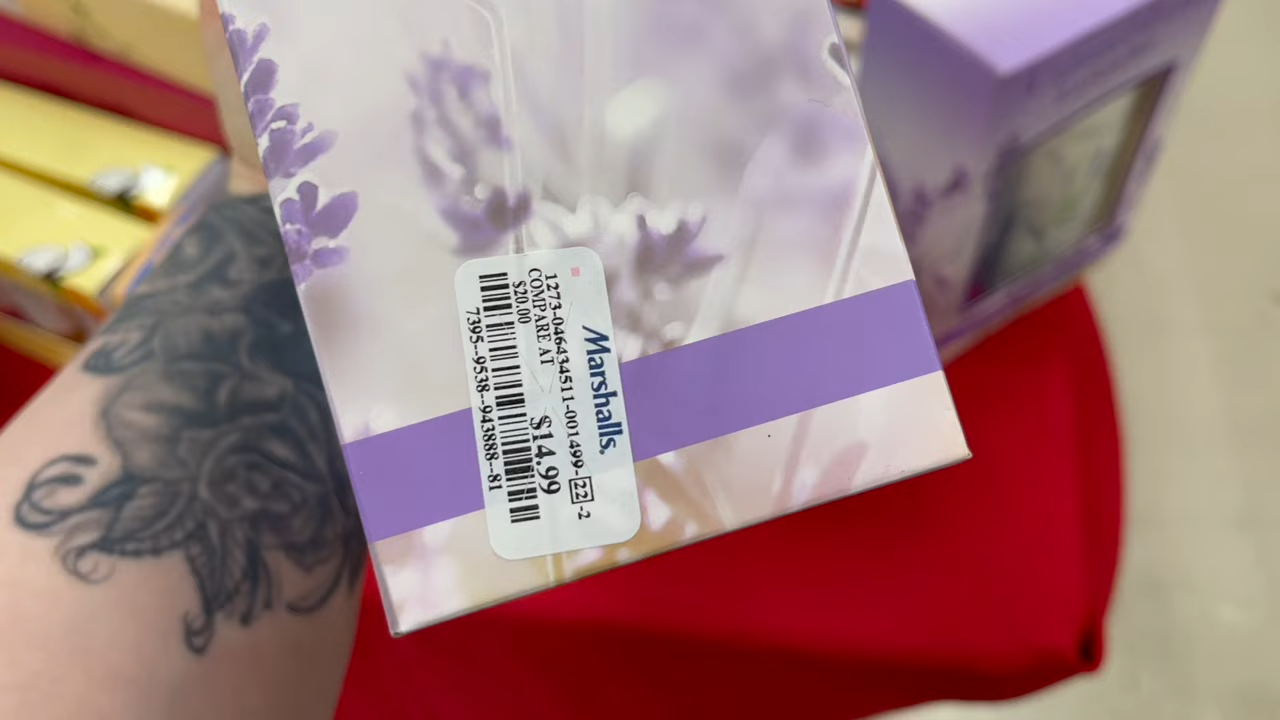 Marshalls.
1273-046434511-001499-22-2
COMPARE AT
$20.00
$14.99
7395--9538--943888--81